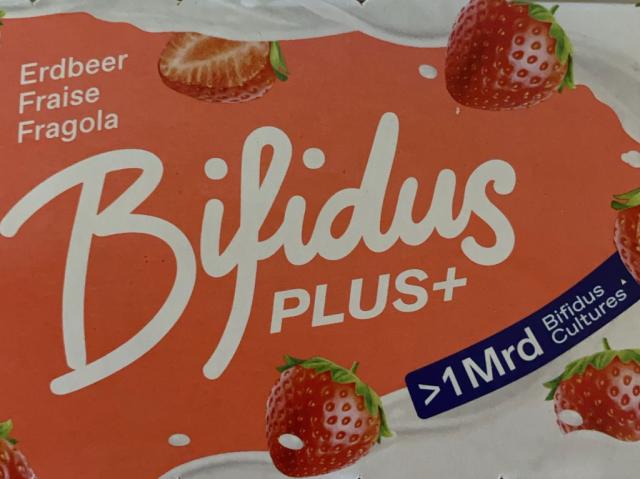 Erdbeer
Fraise
Fragola
Bifidus
PLUS+
>1 Mrd
Bifidus
Cultures